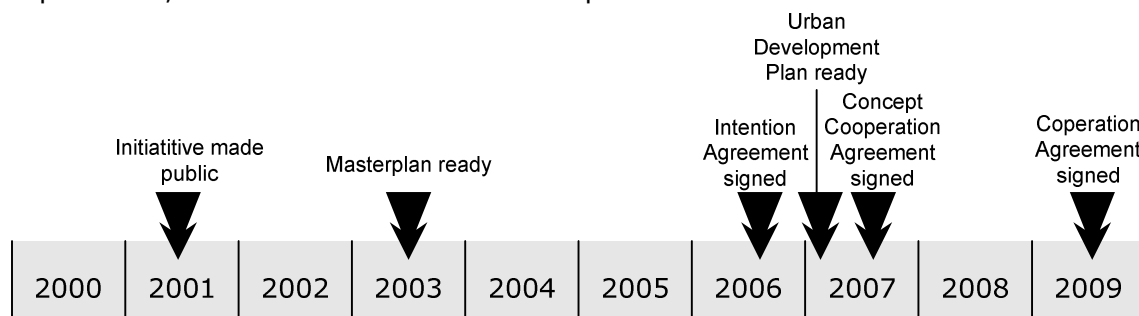 Urban
Development
Plan ready
Initiatitive made
public
Masterplan ready
Intention
Agreement
signed
Concept
Cooperation
Agreement
signed
Coperation
Agreement
signed
2000 2001 2002 2003 2004 2005 2006 2007 2008 2009